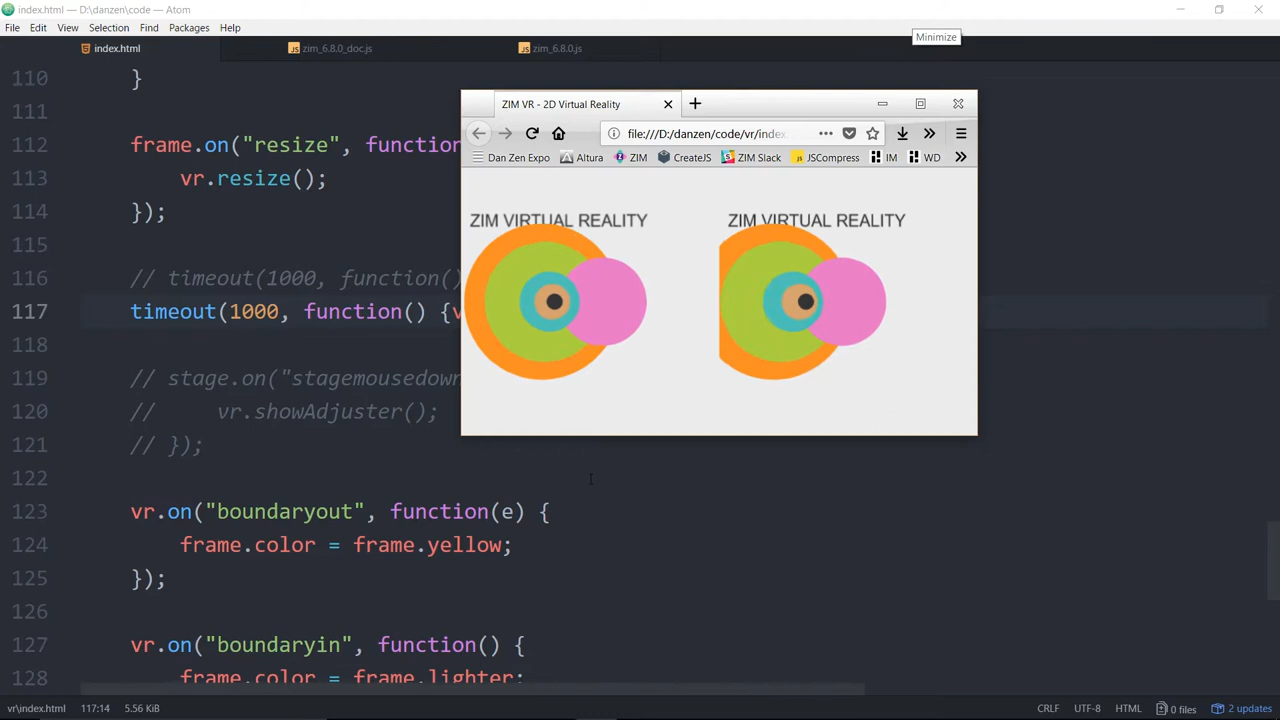 index.html — D:\danzen\code — Atom
File Edit View Selection Find Packages Help
Minimize
index.html
zim_6.8.0_doc.js
zim_6.8.0.js
110 }
111
112 frame.on("resize", function
113 vr.resize();
114 });
115
116 // timeout(1000, function()
117 timeout(1000, function() {v
118
119 // stage.on("stagemousedown
120 // vr.showAdjuster();
121 // });
122
123 vr.on("boundaryout", function(e) {
124 frame.color = frame.yellow;
125 });
126
127 vr.on("boundaryin", function() {
128 frame.color = frame.lighter;
ZIM VR - 2D Virtual Reality
file:///D:/danzen/code/vr/index.
Dan Zen Expo Altura ZIM CreateJS ZIM Slack JSCompress IM WD
ZIM VIRTUAL REALITY
ZIM VIRTUAL REALITY
vr\index.html 117:14 5.56 KiB CRLF UTF-8 HTML 0 files 2 updates